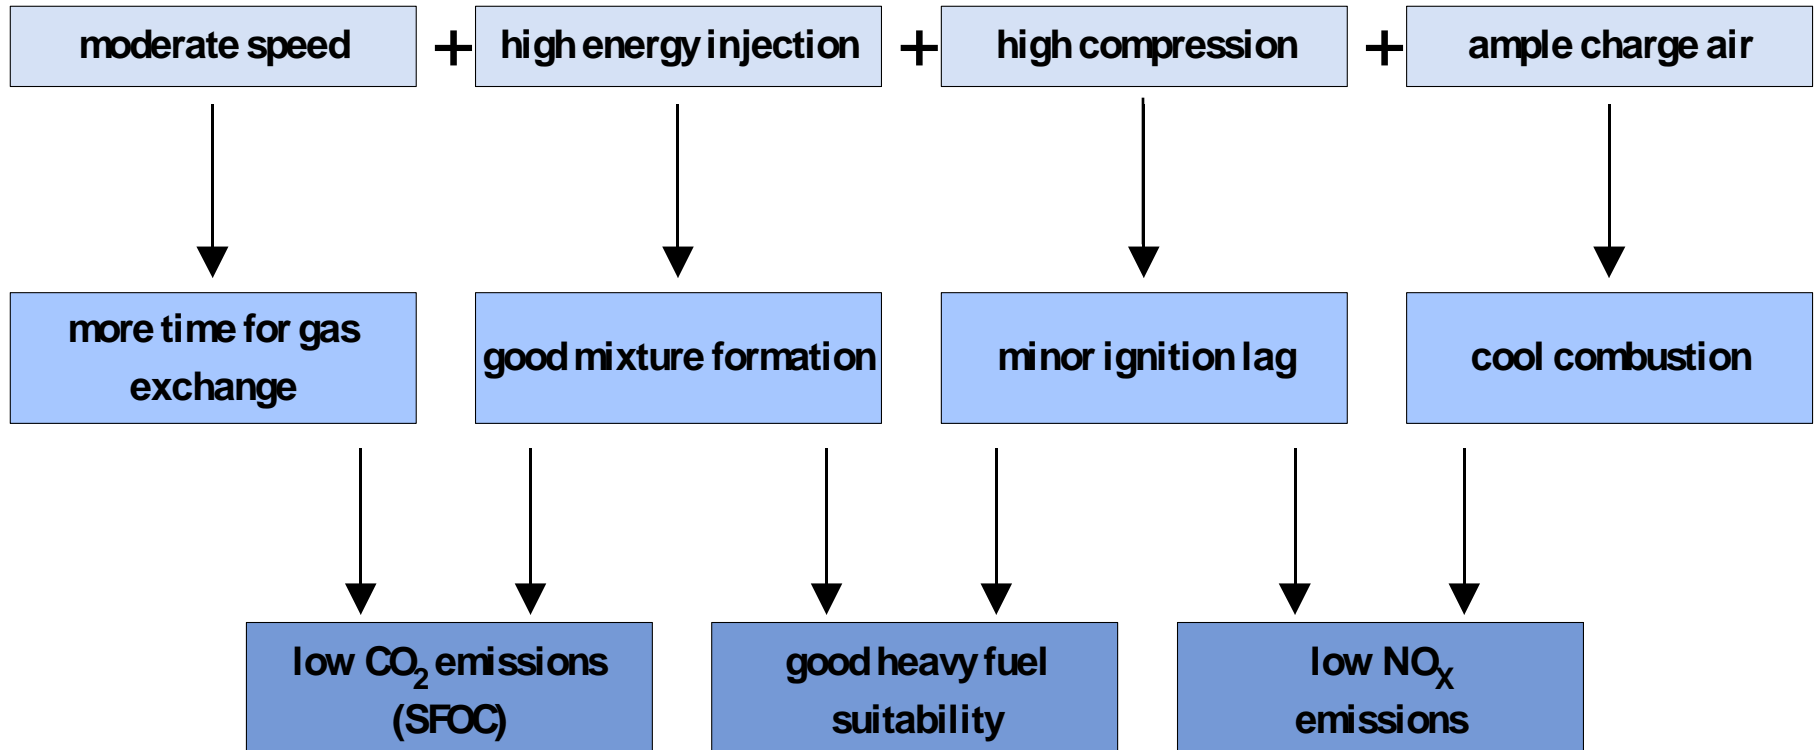 moderate speed + high energy injection + high compression + ample charge air
more time for gas
exchange
good mixture formation
minor ignition lag
cool combustion
low CO₂ emissions
(SFOC)
good heavy fuel
suitability
low NOₓ
emissions